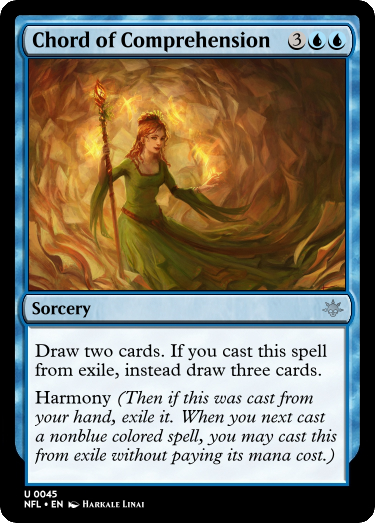 Chord of Comprehension 3
Sorcery
Draw two cards. If you cast this spell
from exile, instead draw three cards.
Harmony (Then if this was cast from
your hand, exile it. When you next cast
a nonblue colored spell, you may cast this
from exile without paying its mana cost.)
U 0045
NFL • EN Harkale Linai